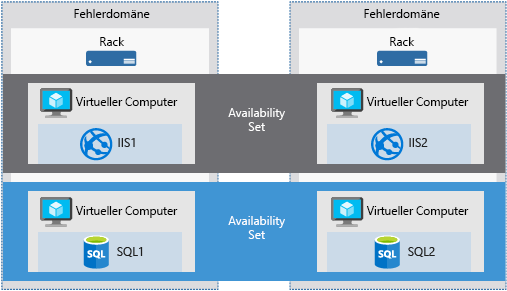 Fehlerdomäne
Fehlerdomäne
Rack
Rack
Virtueller Computer
IIS1
Availability
Set
Virtueller Computer
IIS2
Virtueller Computer
SQL
SQL1
Availability
Set
Virtueller Computer
SQL
SQL2